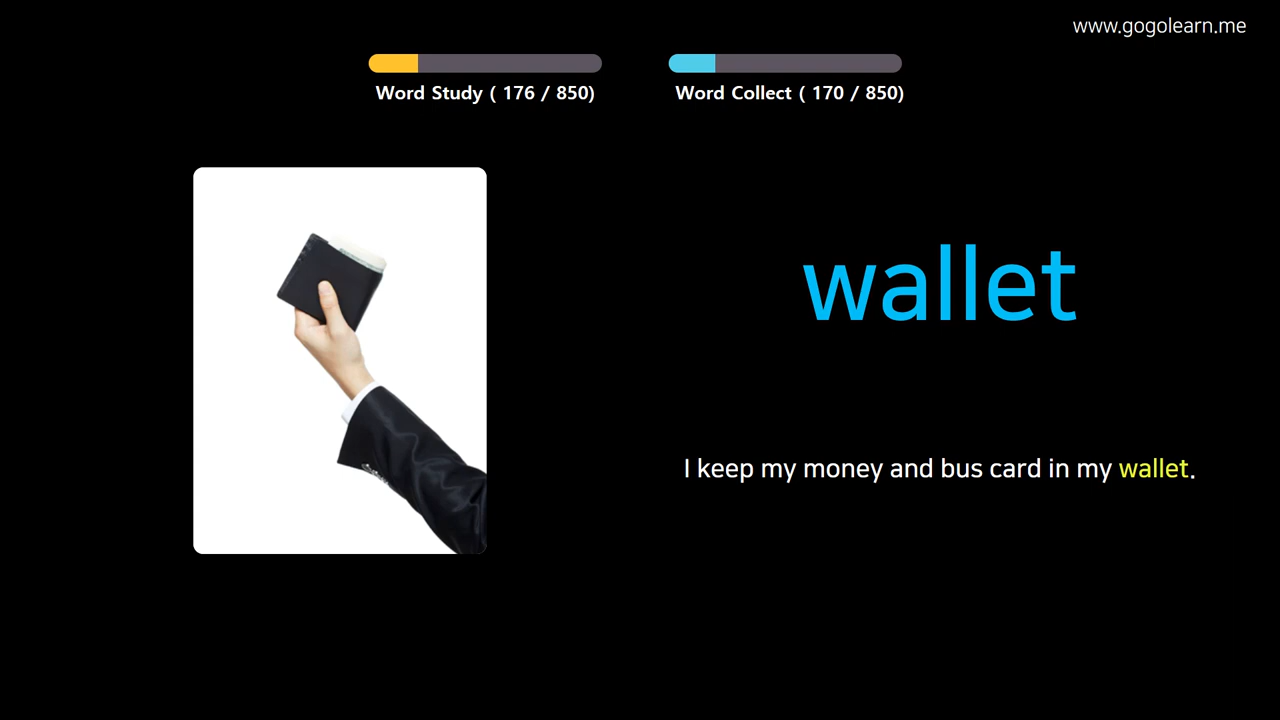 www.gogolearn.me
Word Study ( 176 / 850)
Word Collect ( 170 / 850)
wallet
I keep my money and bus card in my wallet.